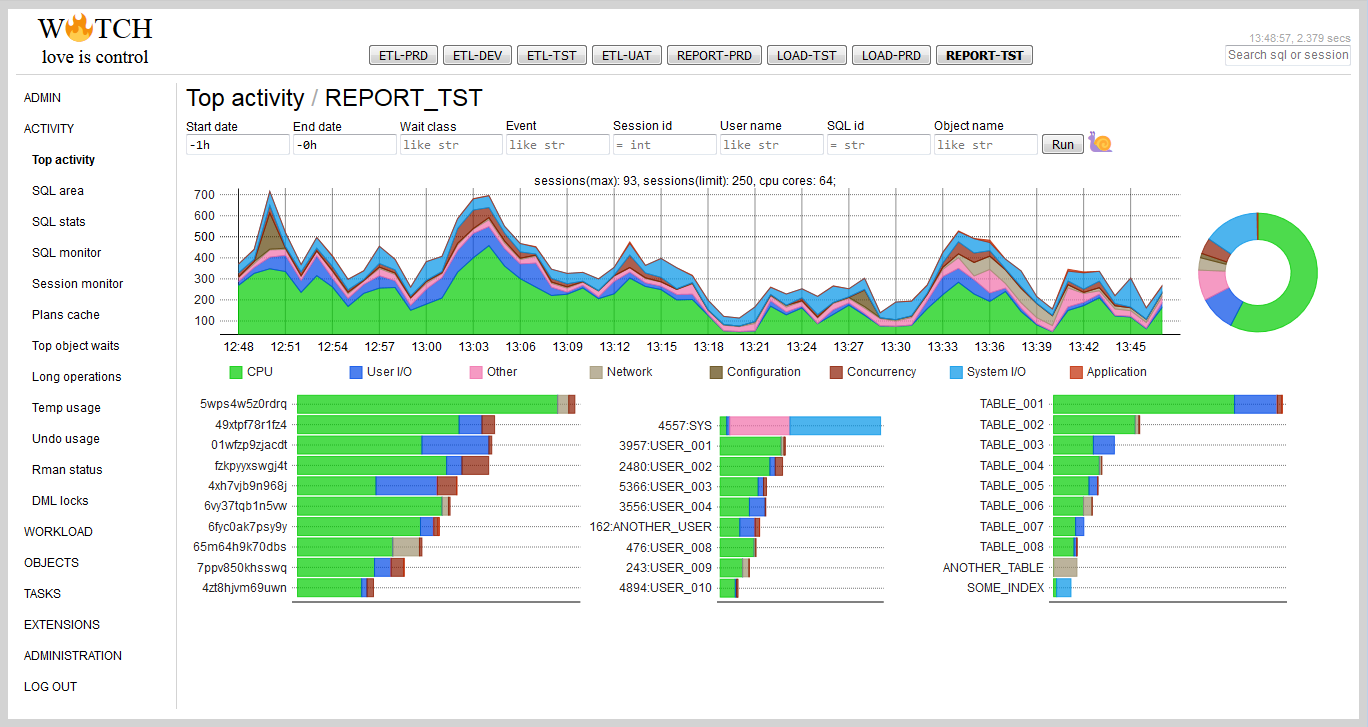 W🔥TCH
love is control
ETL-PRD ETL-DEV ETL-TST ETL-UAT REPORT-PRD LOAD-TST LOAD-PRD REPORT-TST
13:48:57, 2.379 secs
Search sql or session
ADMIN
ACTIVITY
Top activity
SQL area
SQL stats
SQL monitor
Session monitor
Plans cache
Top object waits
Long operations
Temp usage
Undo usage
Rman status
DML locks
WORKLOAD
OBJECTS
TASKS
EXTENSIONS
ADMINISTRATION
LOG OUT
Top activity / REPORT_TST
Start date End date Wait class Event Session id User name SQL id Object name
-1h -0h like str like str = int like str = str like str Run
sessions(max): 93, sessions(limit): 250, cpu cores: 64;
700
600
500
400
300
200
100
12:48 12:51 12:54 12:57 13:00 13:03 13:06 13:09 13:12 13:15 13:18 13:21 13:24 13:27 13:30 13:33 13:36 13:39 13:42 13:45
CPU User I/O Other Network Configuration Concurrency System I/O Application
5wps4w5z0rdrq
49xtpf78r1fz4
01wfzp9zjacdt
fzkpyyxswgj4t
4xh7vjb9n968j
6vy37tqb1n5vw
6fyc0ak7psy9y
65m64h9k70dbs
7ppv850khsswq
4zt8hjvm69uwn
4557:SYS
3957:USER_001
2480:USER_002
5366:USER_003
3556:USER_004
162:ANOTHER_USER
476:USER_008
243:USER_009
4894:USER_010
TABLE_001
TABLE_002
TABLE_003
TABLE_004
TABLE_005
TABLE_006
TABLE_007
TABLE_008
ANOTHER_TABLE
SOME_INDEX